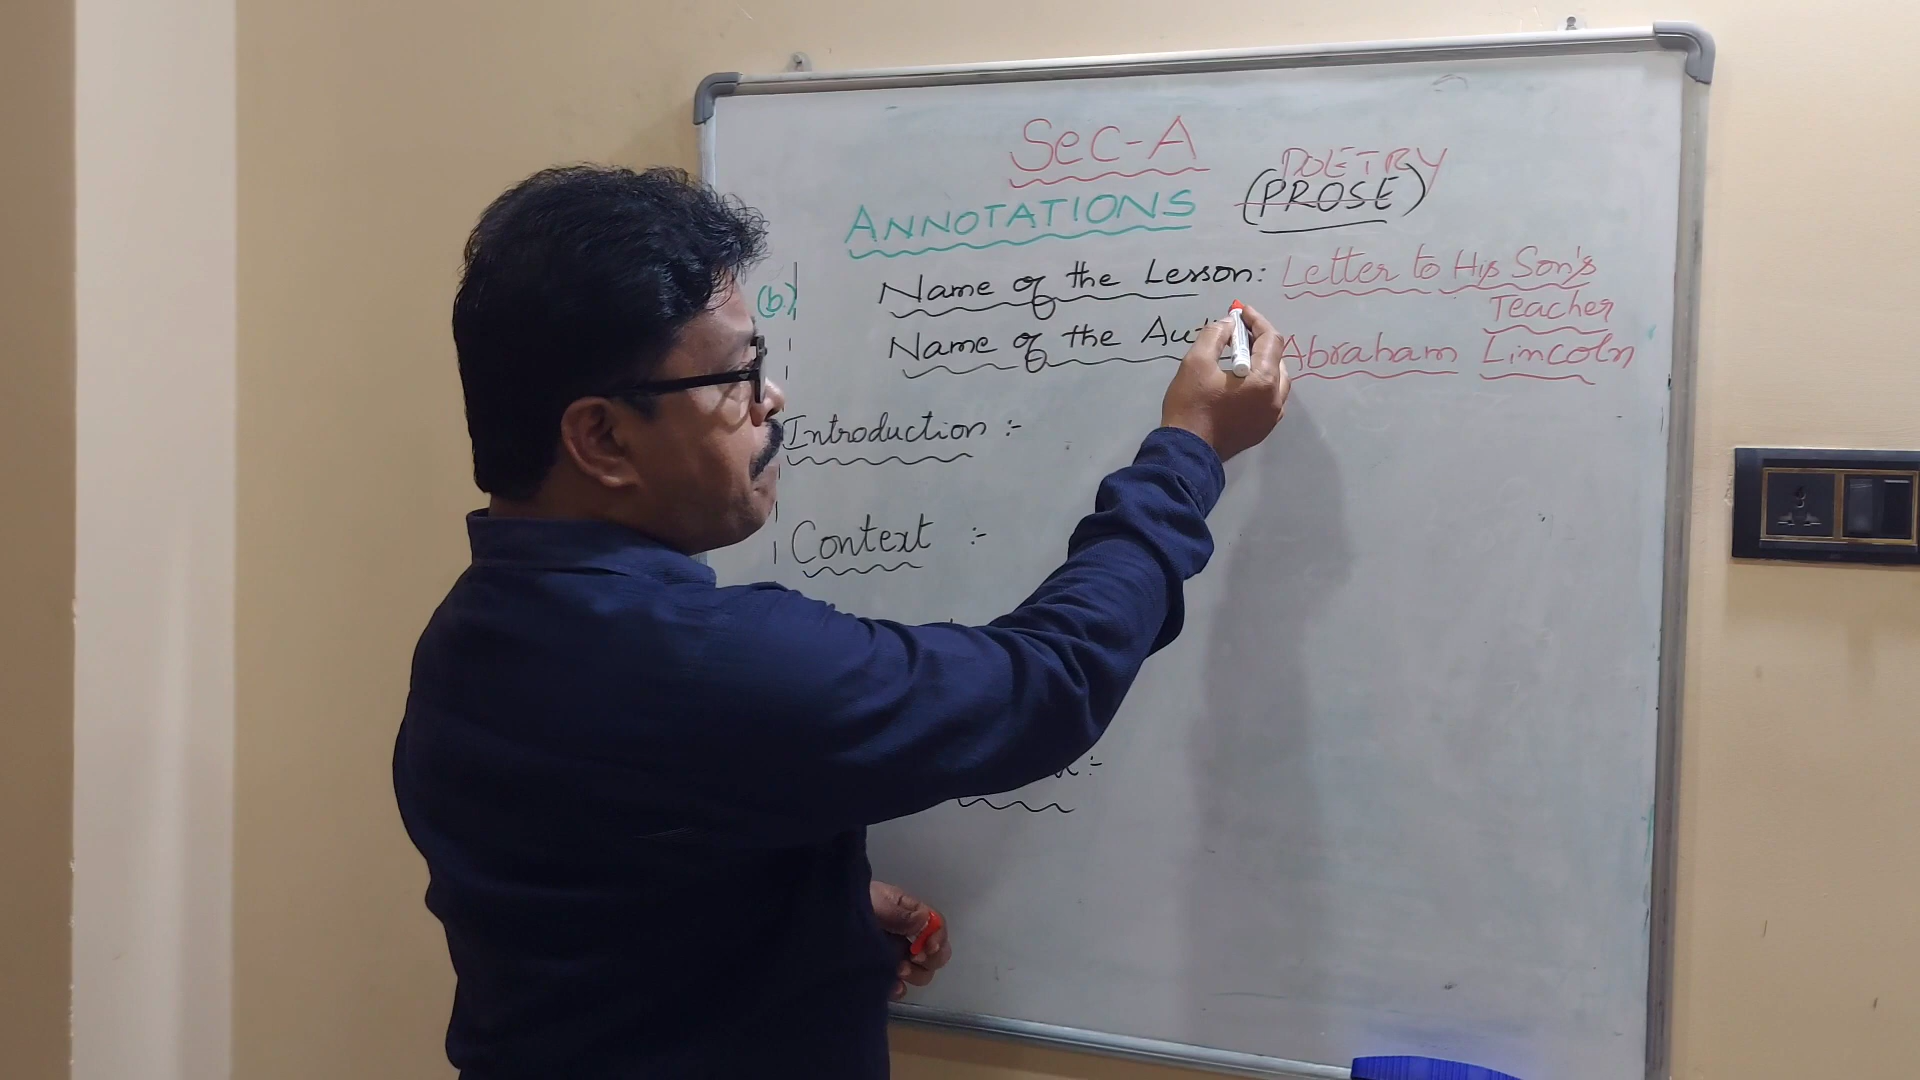 Sec-A
POETRY
ANNOTATIONS (PROSE)
(b) Name of the Lesson: Letter to His Son's
Teacher
Name of the Abraham Lincoln
Introduction :-
Context :-